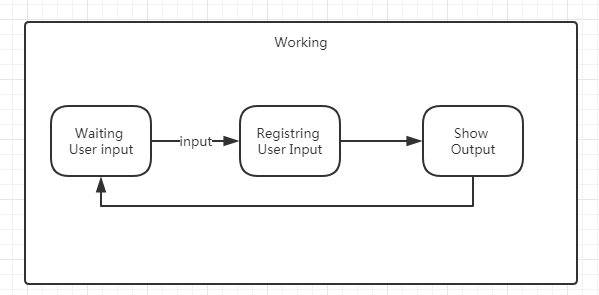 Working
Waiting
User input
input
Registring
User Input
Show
Output